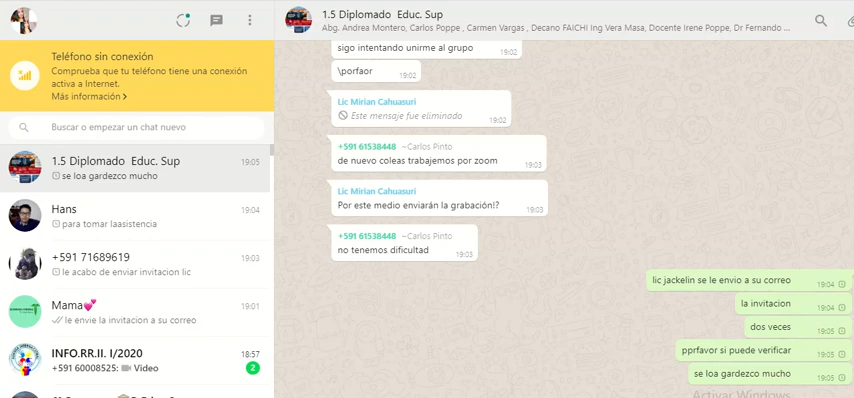 Teléfono sin conexión
Comprueba que tu teléfono tiene una conexión
activa a Internet.
Más información
Buscar o empezar un chat nuevo
1.5 Diplomado Educ. Sup
19:05
se loa gardezco mucho
Hans
19:04
para tomar laasistencia
+591 71689619
19:03
le acabo de enviar invitacion lic
Mama💕
19:01
le envie la invitacion a su correo
INFO.RR.II. I/2020
18:57
+591 60008525: Video
2
1.5 Diplomado Educ. Sup
Abg. Andrea Montero, Carlos Poppe , Carmen Vargas , Decano FAICHI Ing Vera Masa, Docente Irene Poppe, Dr Fernando ...
sigo intentando unirme al grupo
19:02
\porfaor
19:02
Lic Mirian Cahuasuri
Este mensaje fue eliminado
19:02
+591 61538448 ~Carlos Pinto
de nuevo coleas trabajemos por zoom
19:03
Lic Mirian Cahuasuri
Por este medio enviarán la grabación!?
19:03
+591 61538448 ~Carlos Pinto
no tenemos dificultad
19:03
lic jackelin se le envio a su correo
19:04
la invitacion
19:04
dos veces
19:05
pprfavor si puede verificar
19:05
se loa gardezco mucho
19:05
Activar Windows